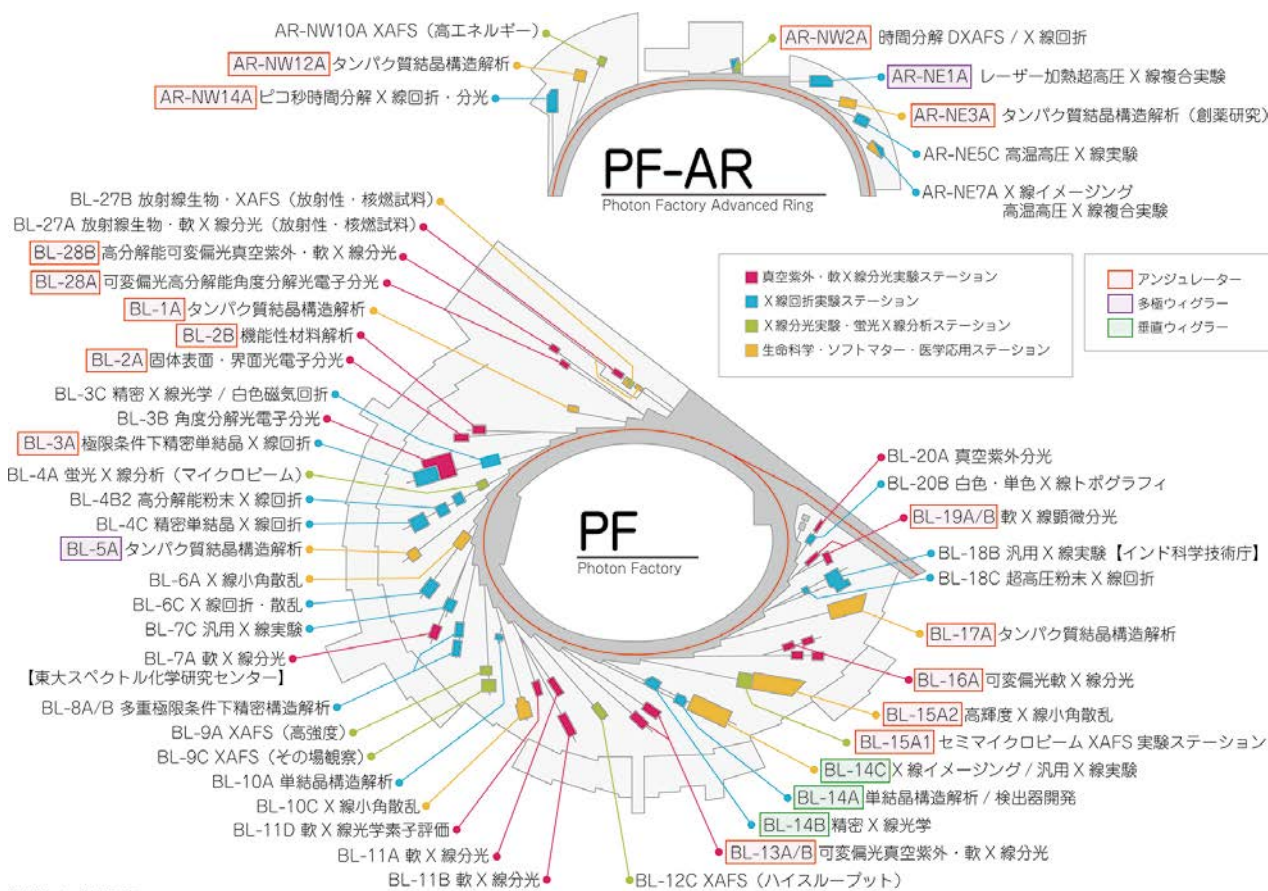 AR-NW10A XAFS（高エネルギー）
AR-NW12A タンパク質結晶構造解析
AR-NW14A ピコ秒時間分解 X 線回折・分光
AR-NW2A 時間分解 DXAFS / X 線回折
AR-NE1A レーザー加熱超高圧 X 線複合実験
AR-NE3A タンパク質結晶構造解析（創薬研究）
AR-NE5C 高温高圧 X 線実験
AR-NE7A X 線イメージング
高温高圧 X 線複合実験
PF-AR
Photon Factory Advanced Ring
BL-27B 放射線生物・XAFS（放射性・核燃試料）
BL-27A 放射線生物・軟 X 線分光（放射性・核燃試料）
BL-28B 高分解能可変偏光真空紫外・軟 X 線分光
BL-28A 可変偏光高分解能角度分解光電子分光
BL-1A タンパク質結晶構造解析
BL-2B 機能性材料解析
BL-2A 固体表面・界面光電子分光
BL-3C 精密 X 線光学 / 白色磁気回折
BL-3B 角度分解光電子分光
BL-3A 極限条件下精密単結晶 X 線回折
BL-4A 蛍光 X 線分析（マイクロビーム）
BL-4B2 高分解能粉末 X 線回折
BL-4C 精密単結晶 X 線回折
BL-5A タンパク質結晶構造解析
BL-6A X 線小角散乱
BL-6C X 線回折・散乱
BL-7C 汎用 X 線実験
BL-7A 軟 X 線分光
【東大スペクトル化学研究センター】
BL-8A/B 多重極限条件下精密構造解析
BL-9A XAFS（高強度）
BL-9C XAFS（その場観察）
BL-10A 単結晶構造解析
BL-10C X 線小角散乱
BL-11D 軟 X 線光学素子評価
BL-11A 軟 X 線分光
BL-11B 軟 X 線分光
真空紫外・軟X線分光実験ステーション
X線回折実験ステーション
X線分光実験・蛍光X線分析ステーション
生命科学・ソフトマター・医学応用ステーション
アンジュレーター
多極ウィグラー
垂直ウィグラー
PF
Photon Factory
BL-20A 真空紫外分光
BL-20B 白色・単色 X 線トポグラフィ
BL-19A/B 軟 X 線顕微分光
BL-18B 汎用 X 線実験【インド科学技術庁】
BL-18C 超高圧粉末 X 線回折
BL-17A タンパク質結晶構造解析
BL-16A 可変偏光軟 X 線分光
BL-15A2 高輝度 X 線小角散乱
BL-15A1 セミマイクロビーム XAFS 実験ステーション
BL-14C X 線イメージング / 汎用 X 線実験
BL-14A 単結晶構造解析 / 検出器開発
BL-14B 精密 X 線光学
BL-13A/B 可変偏光真空紫外・軟 X 線分光
BL-12C XAFS（ハイスループット）